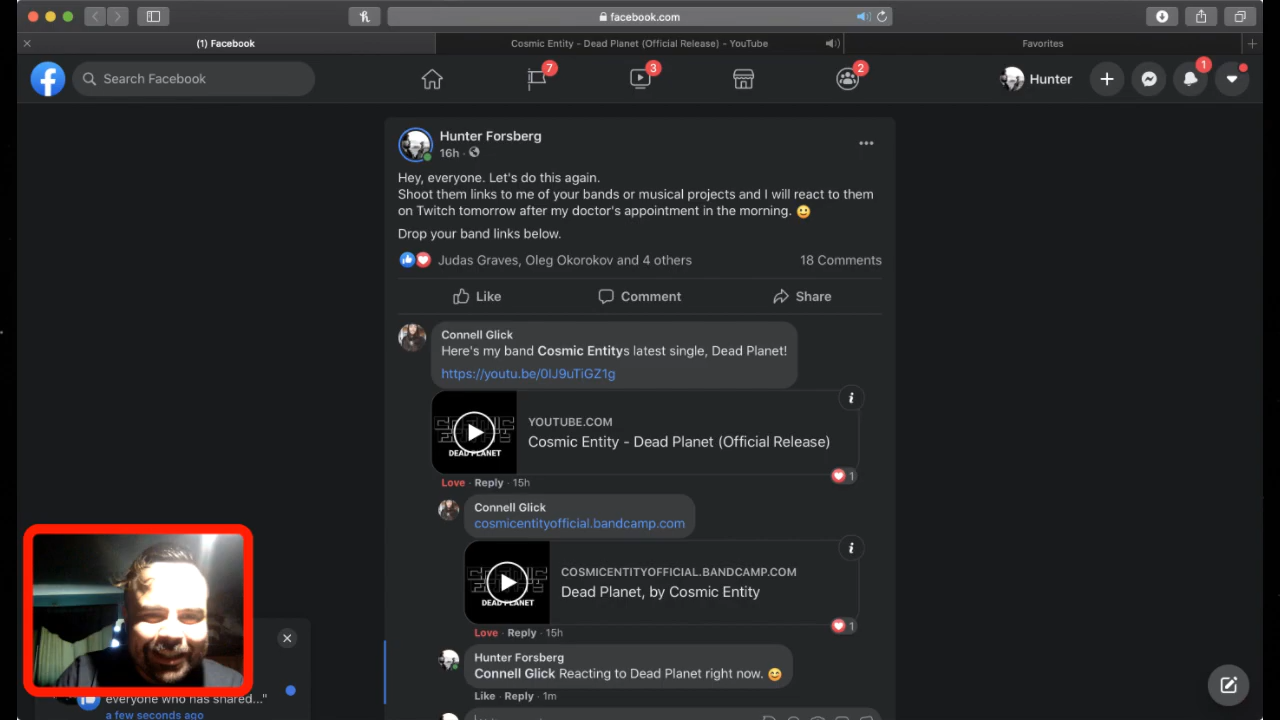 facebook.com
(1) Facebook
Cosmic Entity - Dead Planet (Official Release) – YouTube
Favorites
Search Facebook
7
3
2
Hunter
1
Hunter Forsberg
16h ·
Hey, everyone. Let's do this again.
Shoot them links to me of your bands or musical projects and I will react to them
on Twitch tomorrow after my doctor's appointment in the morning.
Drop your band links below.
Judas Graves, Oleg Okorokov and 4 others
18 Comments
Like
Comment
Share
Connell Glick
Here's my band Cosmic Entitys latest single, Dead Planet!
https://youtu.be/0IJ9uTiGZ1g
DEAD PLANET
YOUTUBE.COM
Cosmic Entity - Dead Planet (Official Release)
1
Love · Reply · 15h
Connell Glick
cosmicentityofficial.bandcamp.com
DEAD PLANET
COSMICENTITYOFFICIAL.BANDCAMP.COM
Dead Planet, by Cosmic Entity
1
Love · Reply · 15h
Hunter Forsberg
Connell Glick Reacting to Dead Planet right now.
Like · Reply · 1m
everyone who has shared..."
a few seconds ago